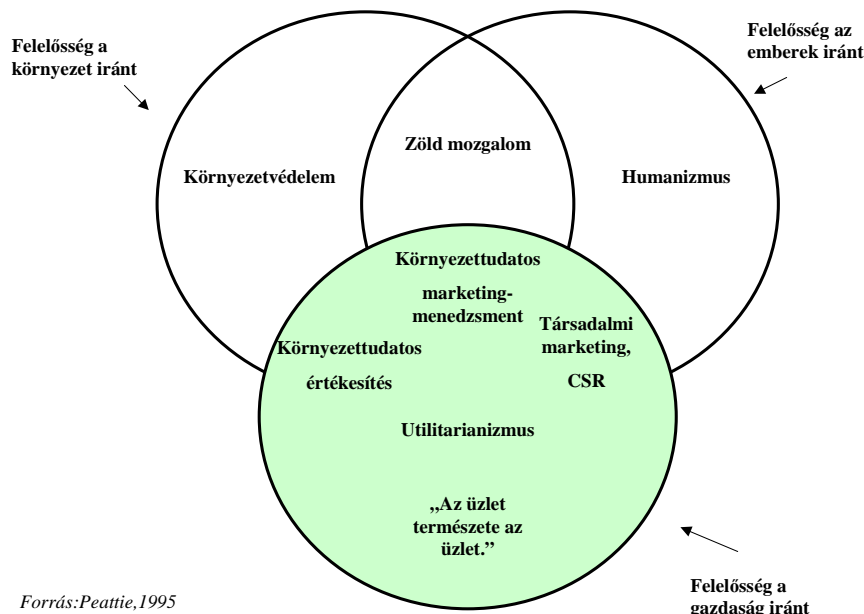 Felelősség a
környezet iránt
Felelősség az
emberek iránt
Zöld mozgalom
Környezetvédelem
Humanizmus
Környezettudatos
marketing-
menedzsment
Társadalmi
marketing,
CSR
Környezettudatos
értékesítés
Utilitarianizmus
„Az üzlet
természete az
üzlet.”
Forrás:Peattie,1995
Felelősség a
gazdaság iránt